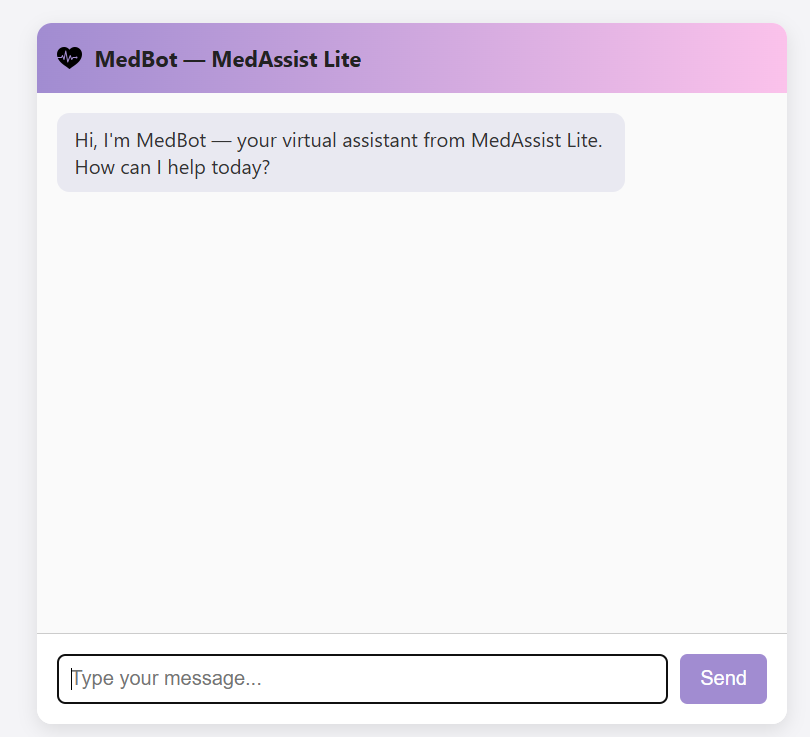 MedBot — MedAssist Lite
Hi, I'm MedBot — your virtual assistant from MedAssist Lite.
How can I help today?
Type your message...
Send